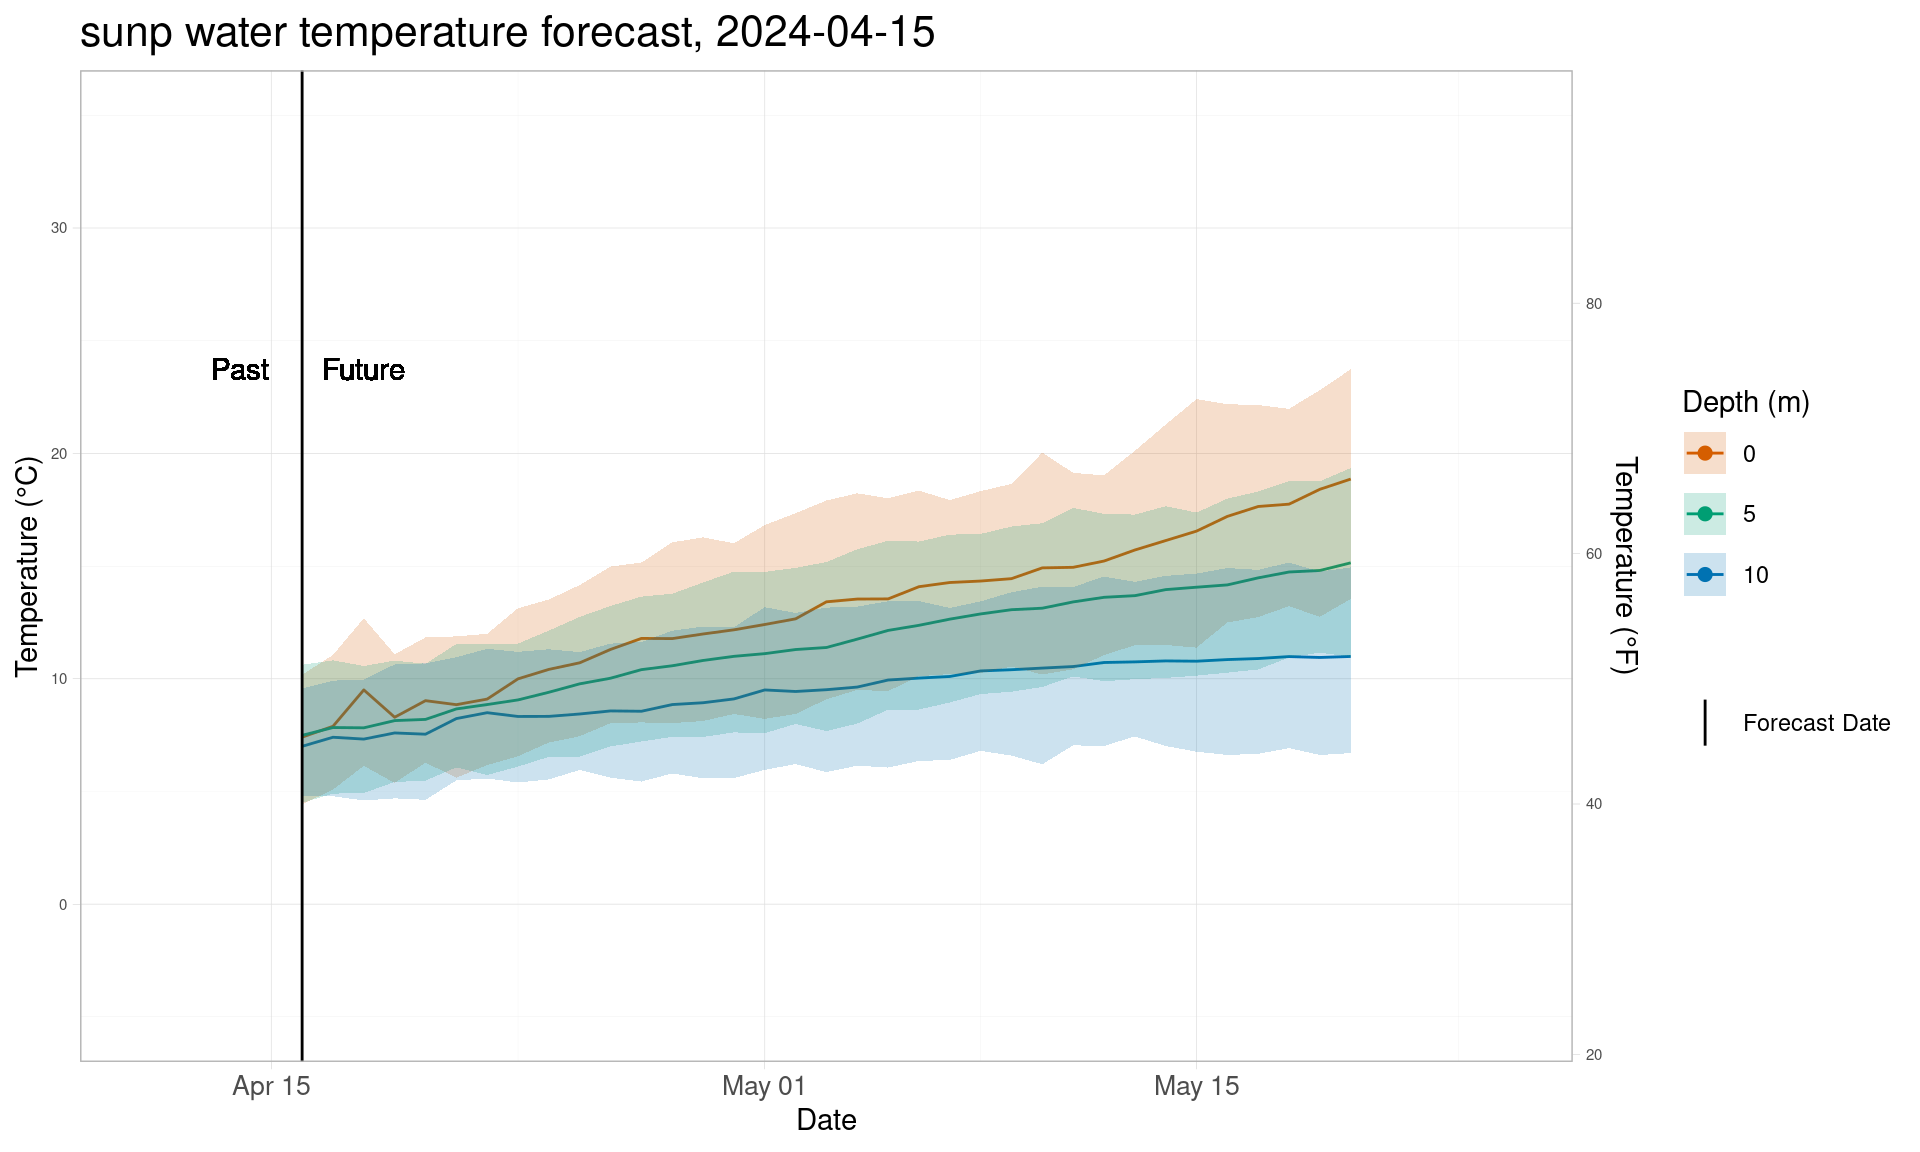 sunp water temperature forecast, 2024-04-15
Temperature (°C)
30
20
10
0
Past
Future
80
60
40
20
Temperature (°F)
Apr 15
May 01
May 15
Date
Depth (m)
0
5
10
Forecast Date